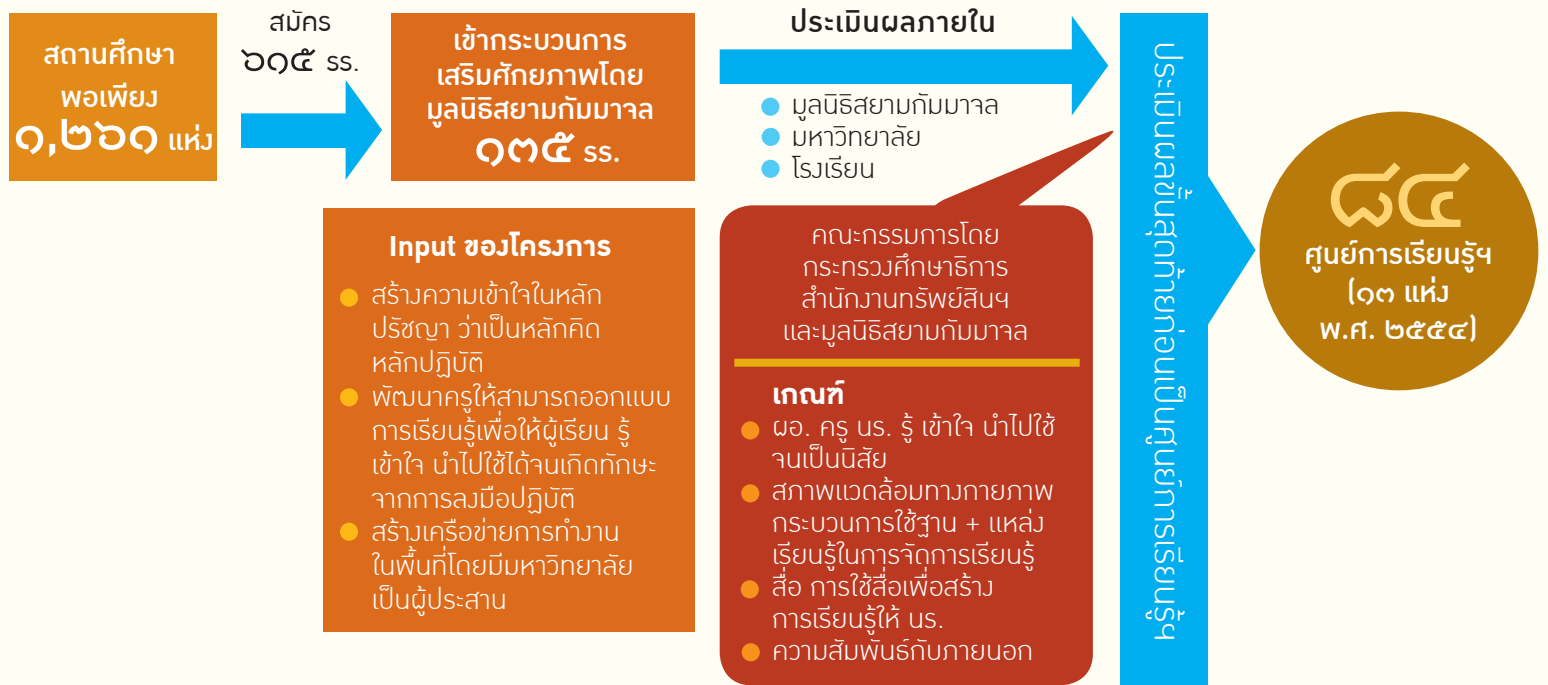 สถานศึกษา
พอเพียง
๑,๒๖๑ แห่ง
สมัคร
๖๑๕ รร.
เข้ากระบวนการ
เสริมศักยภาพโดย
มูลนิธิสยามกัมมาจล
๑๓๕ รร.
ประเมินผลภายใน
มูลนิธิสยามกัมมาจล
มหาวิทยาลัย
โรงเรียน
Input ของโครงการ
สร้างความเข้าใจในหลัก
ปรัชญา ว่าเป็นหลักคิด
หลักปฏิบัติ
พัฒนาครูให้สามารถออกแบบ
การเรียนรู้เพื่อให้ผู้เรียน รู้
เข้าใจ นำไปใช้ได้จนเกิดทักษะ
จากการลงมือปฏิบัติ
สร้างเครือข่ายการทำงาน
ในพื้นที่โดยมีมหาวิทยาลัย
เป็นผู้ประสาน
คณะกรรมการโดย
กระทรวงศึกษาธิการ
สำนักงานทรัพย์สินฯ
และมูลนิธิสยามกัมมาจล
เกณฑ์
ผอ. ครู นร. รู้ เข้าใจ นำไปใช้
จนเป็นนิสัย
สภาพแวดล้อมทางกายภาพ
กระบวนการใช้ฐาน + แหล่ง
เรียนรู้ในการจัดการเรียนรู้
สื่อ การใช้สื่อเพื่อสร้าง
การเรียนรู้ให้ นร.
ความสัมพันธ์กับภายนอก
ประเมินผลขั้นสุดท้ายก่อนเป็นศูนย์การเรียนรู้ฯ
๘๔
ศูนย์การเรียนรู้ฯ
(๑๓ แห่ง
พ.ศ. ๒๕๕๔)